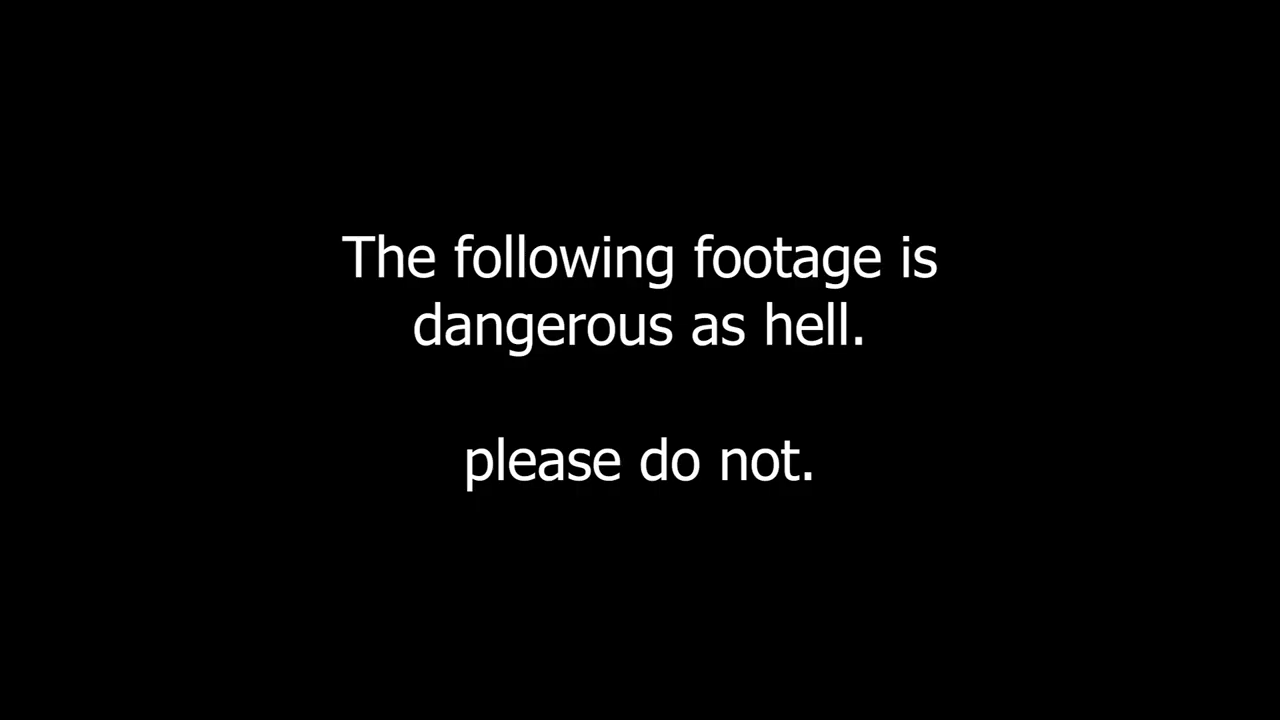 The following footage is
dangerous as hell.
please do not.